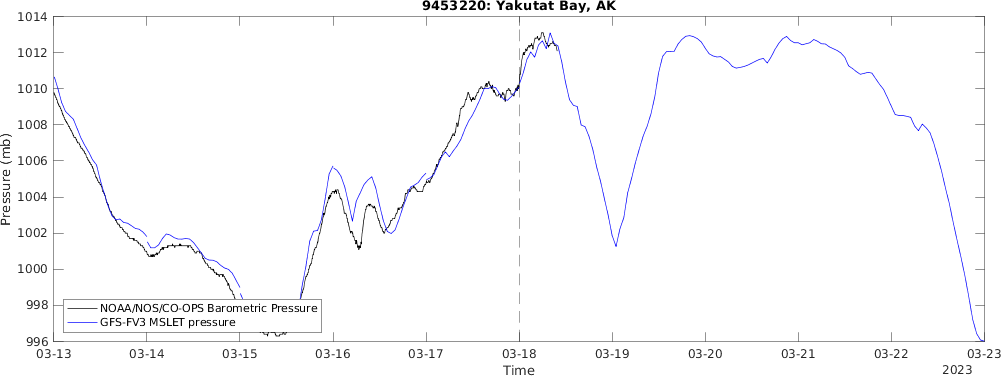 9453220: Yakutat Bay, AK
1014
1012
1010
1008
1006
1004
1002
1000
998
996
Pressure (mb)
NOAA/NOS/CO-OPS Barometric Pressure
GFS-FV3 MSLET pressure
03-13 03-14 03-15 03-16 03-17 03-18 03-19 03-20 03-21 03-22 03-23
Time
2023